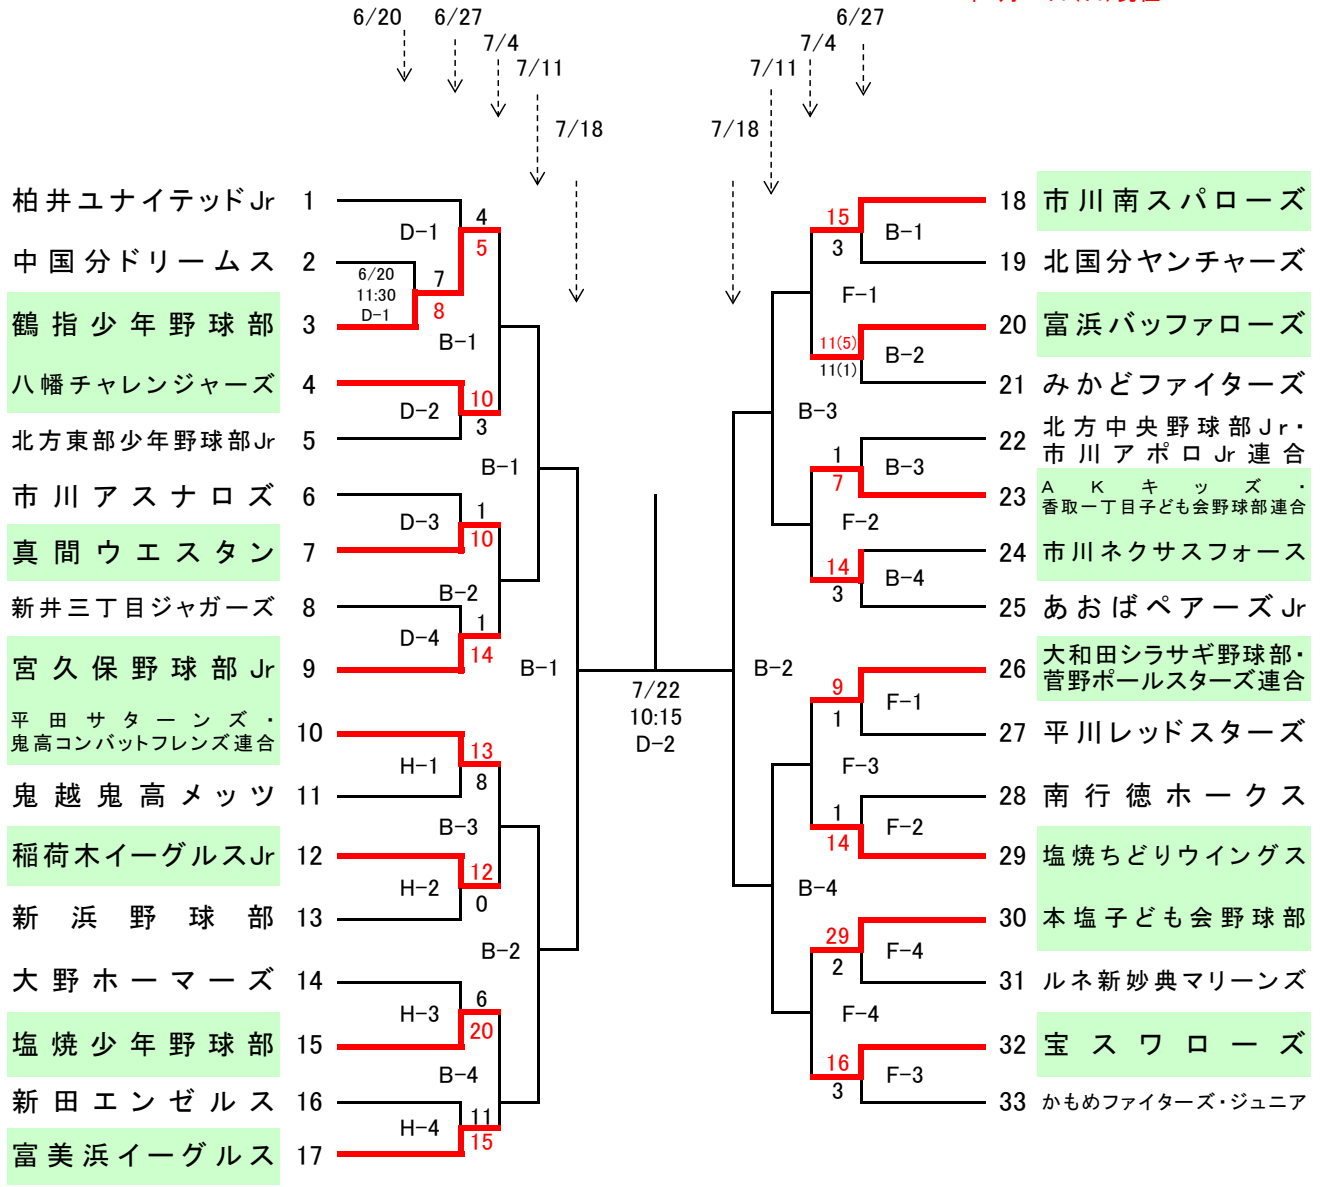 6/20
6/27
7/4
7/11
7/18
6/27
7/4
7/11
7/18
柏井ユナイテッドJr 1
中国分ドリームス 2
鶴指少年野球部 3
八幡チャレンジャーズ 4
北方東部少年野球部Jr 5
市川アスナロズ 6
真間ウエスタン 7
新井三丁目ジャガーズ 8
宮久保野球部Jr 9
平田サターンズ・
鬼高コンバットフレンズ連合 10
鬼越鬼高メッツ 11
稲荷木イーグルスJr 12
新浜野球部 13
大野ホーマーズ 14
塩焼少年野球部 15
新田エンゼルス 16
富美浜イーグルス 17
D-1
4
5
6/20
11:30
D-1
7
8
B-1
D-2
10
3
B-1
D-3
1
10
B-2
D-4
1
14
B-1
H-1
13
8
B-3
H-2
12
0
B-2
H-3
6
20
B-4
H-4
11
15
7/22
10:15
D-2
15
3
B-1
F-1
11(5)
11(1)
B-2
B-3
1
7
B-3
F-2
14
3
B-4
B-2
9
1
F-1
F-3
1
14
F-2
B-4
29
2
F-4
F-4
16
3
F-3
18 市川南スパローズ
19 北国分ヤンチャーズ
20 富浜バッファローズ
21 みかどファイターズ
22 北方中央野球部Jr・
市川アポロJr連合
23 AKキッズ・
香取一丁目子ども会野球部連合
24 市川ネクサスフォース
25 あおばペアーズJr
26 大和田シラサギ野球部・
菅野ポールスターズ連合
27 平川レッドスターズ
28 南行徳ホークス
29 塩焼ちどりウイングス
30 本塩子ども会野球部
31 ルネ新妙典マリーンズ
32 宝スワローズ
33 かもめファイターズ・ジュニア